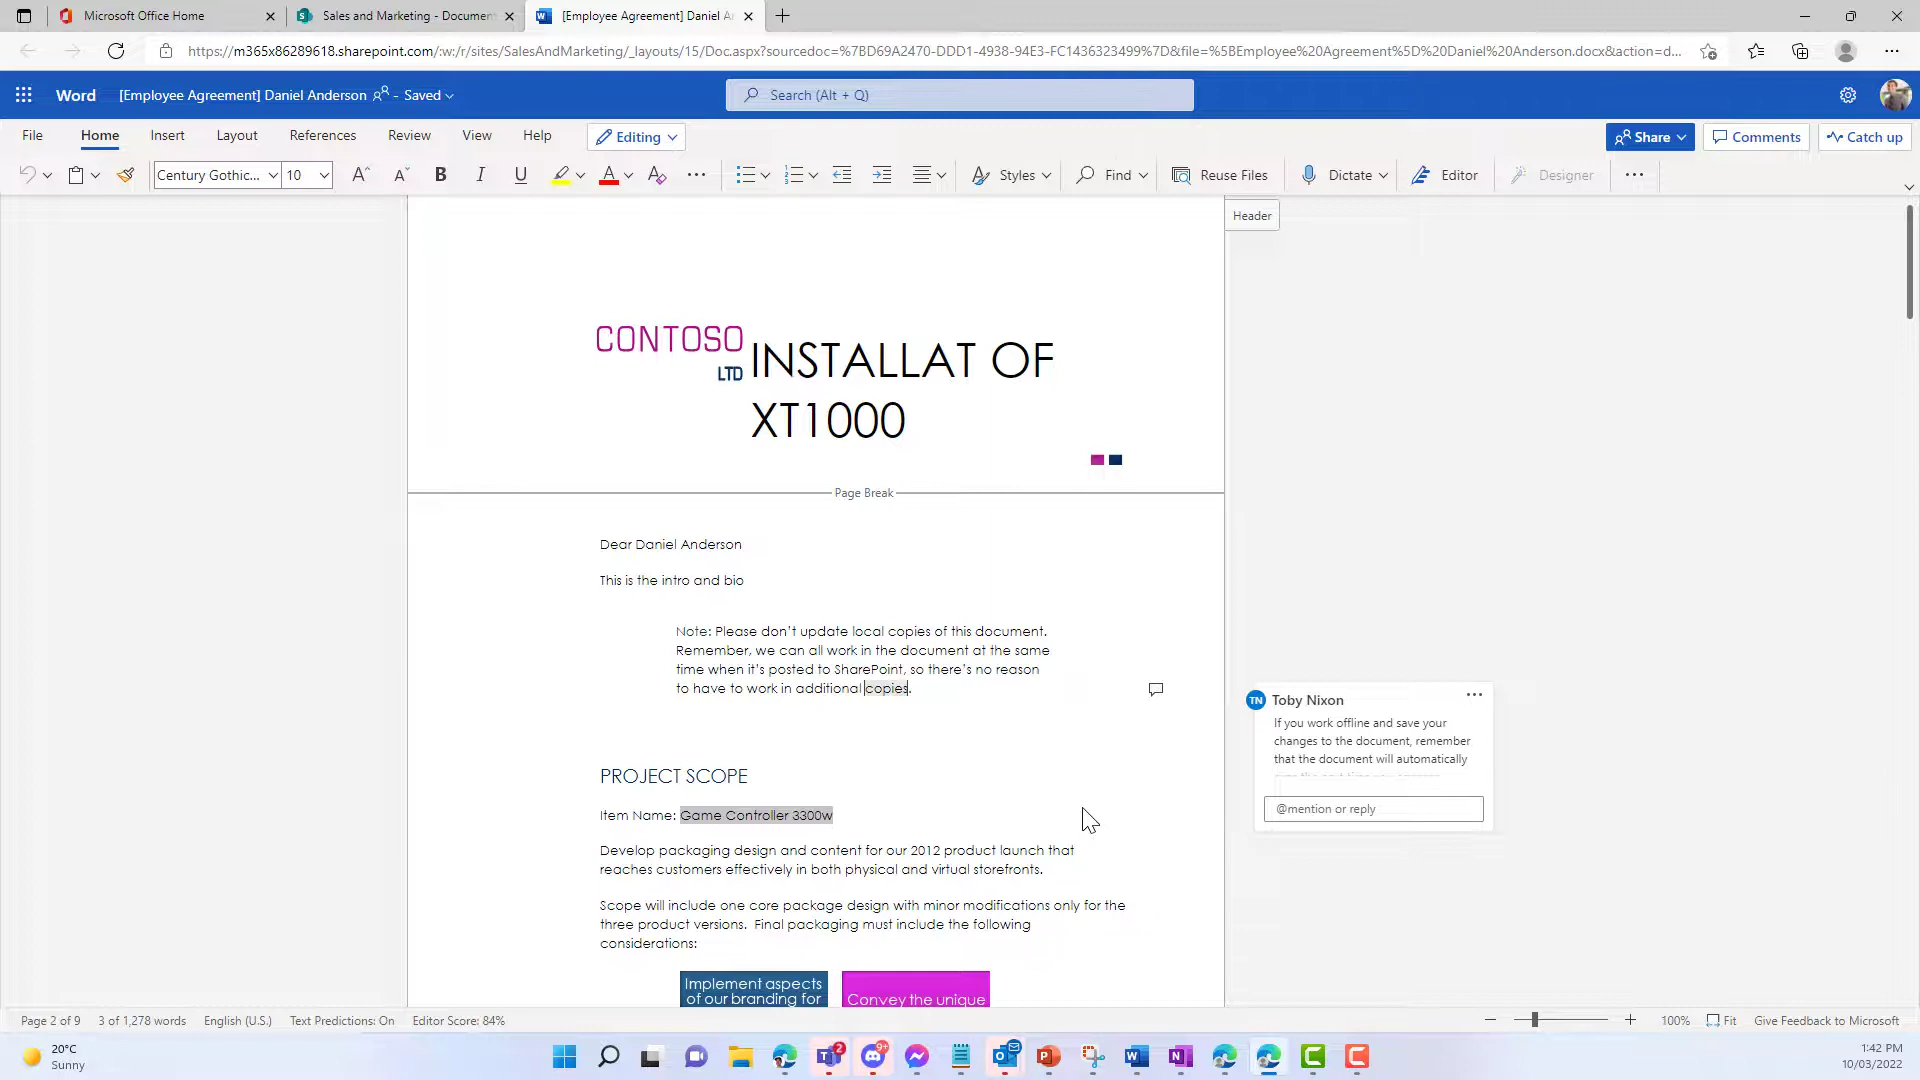 Microsoft Office Home
Sales and Marketing - Document
[Employee Agreement] Daniel A
https://m365x86289618.sharepoint.com/:w:/r/sites/SalesAndMarketing/_layouts/15/Doc.aspx?sourcedoc=%7BD69A2470-DDD1-4938-94E3-FC1436323499%7D&file=%5BEmployee%20Agreement%5D%20Daniel%20Anderson.docx&action=d...
Word
[Employee Agreement] Daniel Anderson - Saved
Search (Alt + Q)
File Home Insert Layout References Review View Help Editing
Share Comments Catch up
Century Gothic... 10
B I U A Styles Find Reuse Files Dictate Editor Designer
Header
CONTOSO
LTD
INSTALLAT OF
XT1000
Page Break
Dear Daniel Anderson
This is the intro and bio
Note: Please don’t update local copies of this document.
Remember, we can all work in the document at the same
time when it’s posted to SharePoint, so there’s no reason
to have to work in additional copies.
TN Toby Nixon
If you work offline and save your
changes to the document, remember
that the document will automatically
@mention or reply
PROJECT SCOPE
Item Name: Game Controller 3300w
Develop packaging design and content for our 2012 product launch that
reaches customers effectively in both physical and virtual storefronts.
Scope will include one core package design with minor modifications only for the
three product versions. Final packaging must include the following
considerations:
Implement aspects
of our branding for
Convey the unique
Page 2 of 9 3 of 1,278 words English (U.S.) Text Predictions: On Editor Score: 84%
100% Fit Give Feedback to Microsoft
20°C
Sunny
2
9+
1:42 PM
10/03/2022